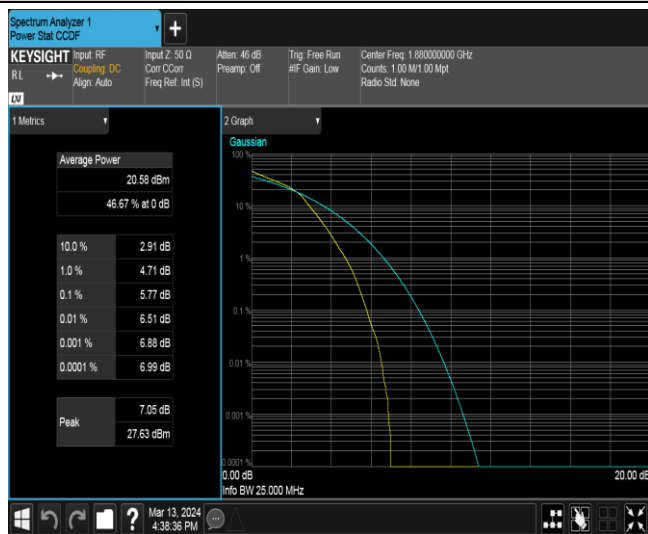 Spectrum Analyzer 1
Power Stat CCDF
+
KEYSIGHT
RL
LXI
Input: RF
Coupling: DC
Align: Auto
Input Z: 50 Ω
Corr CCorr
Freq Ref: Int (S)
Atten: 46 dB
Preamp: Off
Trig: Free Run
#IF Gain: Low
Center Freq: 1.880000000 GHz
Counts: 1.00 M/1.00 Mpt
Radio Std: None
1 Metrics
Average Power
20.58 dBm
46.67 % at 0 dB
10.0 % 2.91 dB
1.0 % 4.71 dB
0.1 % 5.77 dB
0.01 % 6.51 dB
0.001 % 6.88 dB
0.0001 % 6.99 dB
Peak
7.05 dB
27.63 dBm
2 Graph
Gaussian
100 %
10 %
1 %
0.1 %
0.01 %
0.001 %
0.0001 %
0.00 dB 20.00 dB
Info BW 25.000 MHz
?
Mar 13, 2024
4:38:36 PM